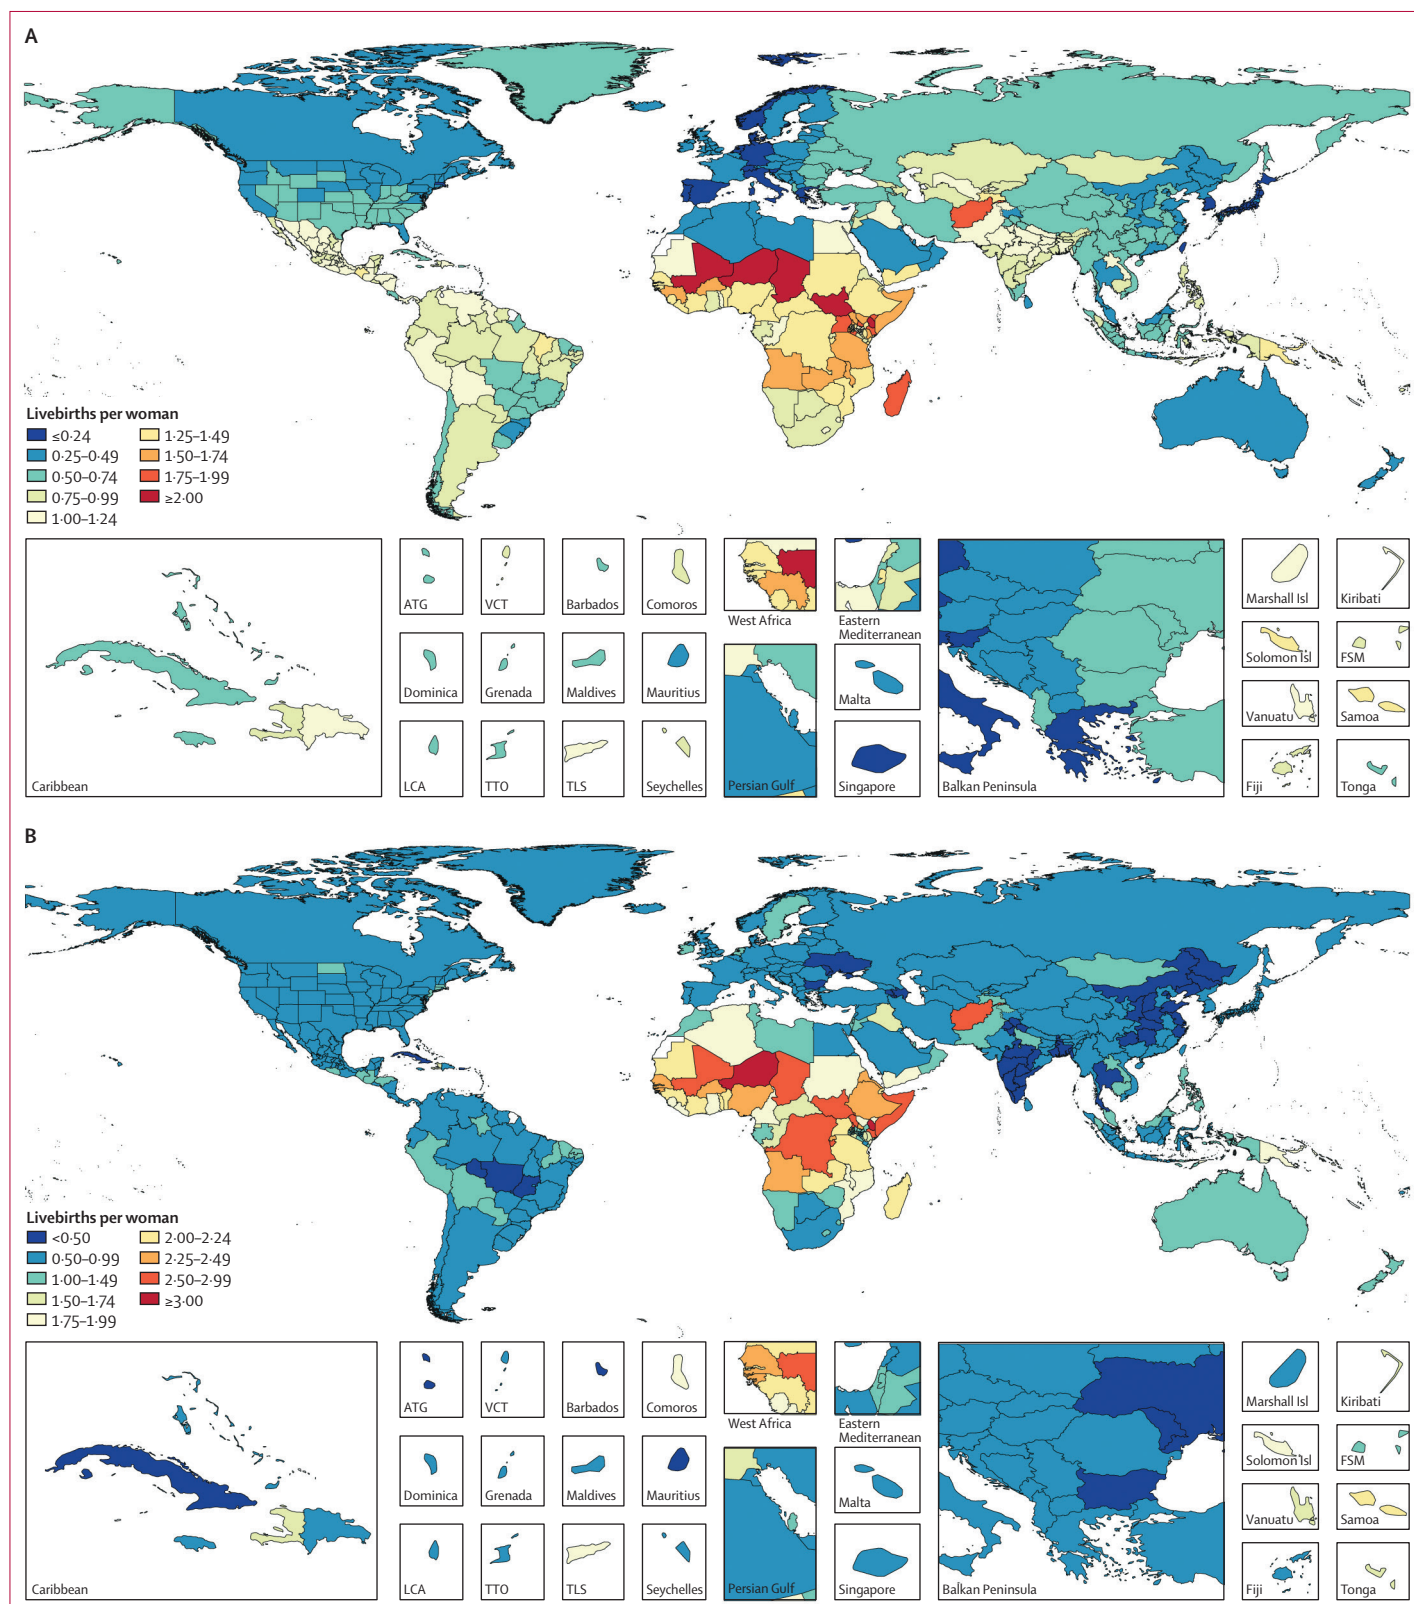 A
Livebirths per woman
≤0·24
0·25–0·49
0·50–0·74
0·75–0·99
1·00–1·24
1·25–1·49
1·50–1·74
1·75–1·99
≥2·00
Caribbean
ATG
VCT
Barbados
Comoros
Dominica
Grenada
Maldives
Mauritius
LCA
TTO
TLS
Seychelles
West Africa
Eastern
Mediterranean
Persian Gulf
Malta
Singapore
Balkan Peninsula
Marshall Isl
Kiribati
Solomon Isl
FSM
Vanuatu
Samoa
Fiji
Tonga
B
Livebirths per woman
<0·50
0·50–0·99
1·00–1·49
1·50–1·74
1·75–1·99
2·00–2·24
2·25–2·49
2·50–2·99
≥3·00
Caribbean
ATG
VCT
Barbados
Comoros
Dominica
Grenada
Maldives
Mauritius
LCA
TTO
TLS
Seychelles
West Africa
Eastern
Mediterranean
Persian Gulf
Malta
Singapore
Balkan Peninsula
Marshall Isl
Kiribati
Solomon Isl
FSM
Vanuatu
Samoa
Fiji
Tonga